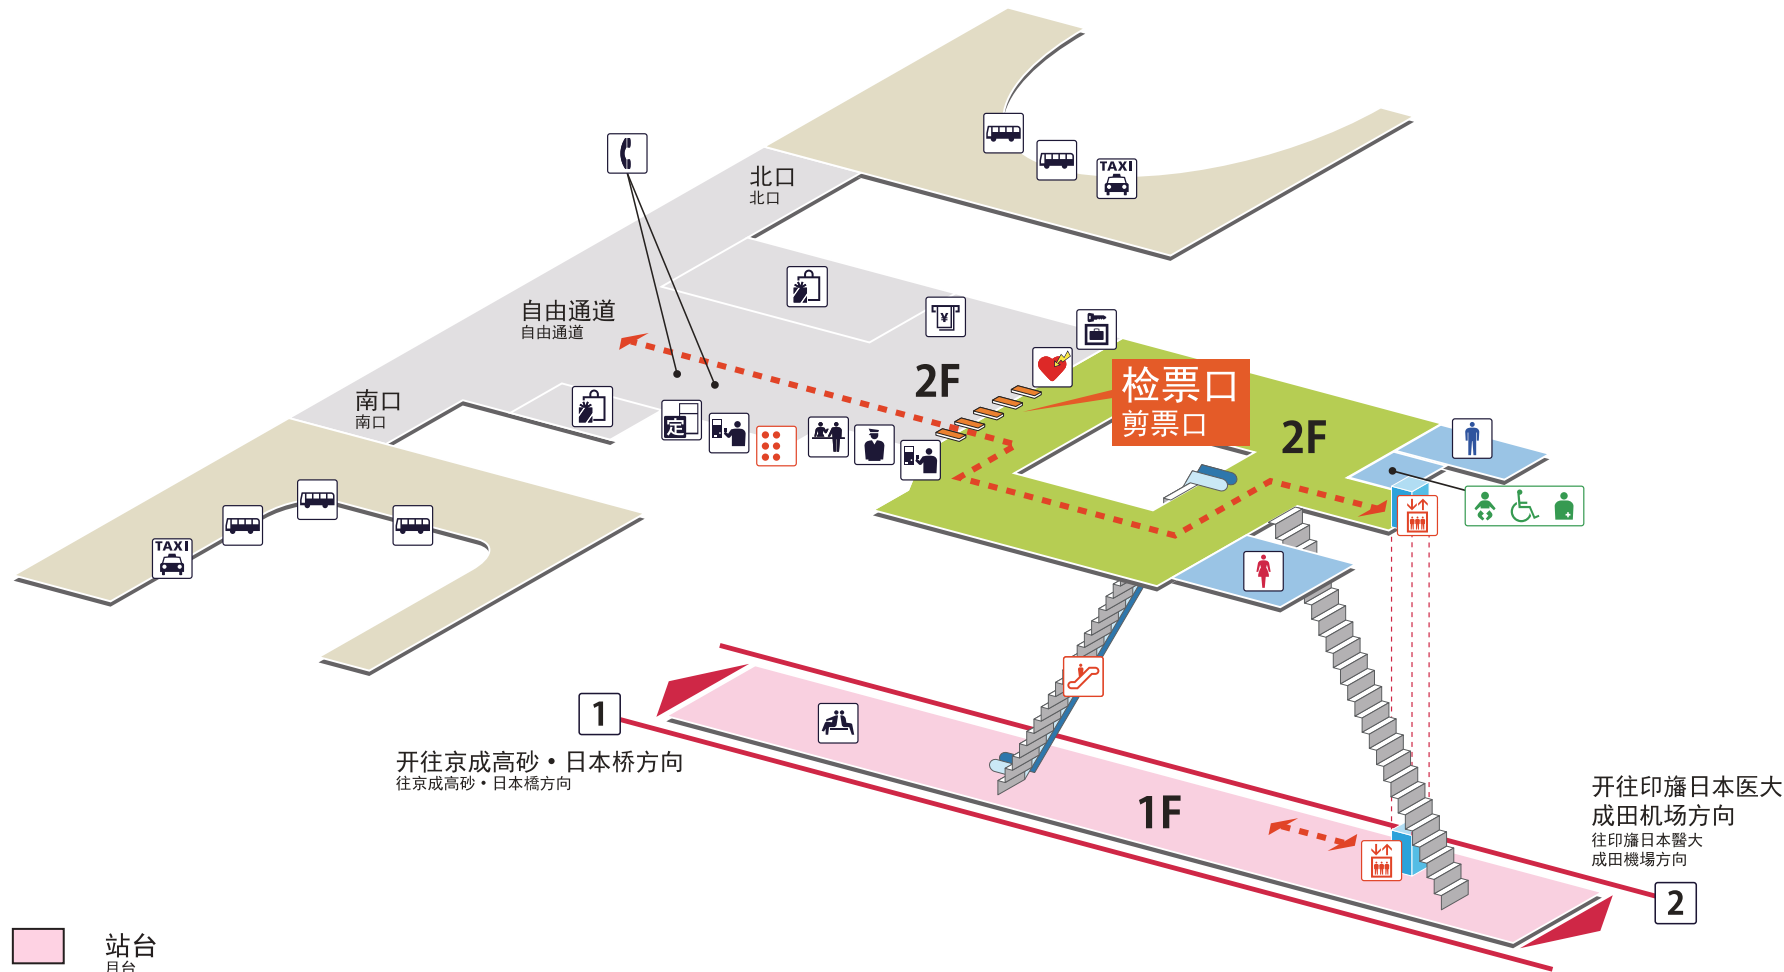 TAXI
北口
北口
自由通道
自由通道
¥
2F
检票口
剪票口
南口
南口
定
2F
TAXI
1
开往京成高砂・日本桥方向
往京成高砂・日本橋方向
1F
开往印旛日本医大
成田机场方向
往印旛日本醫大
成田機場方向
2
站台
月台